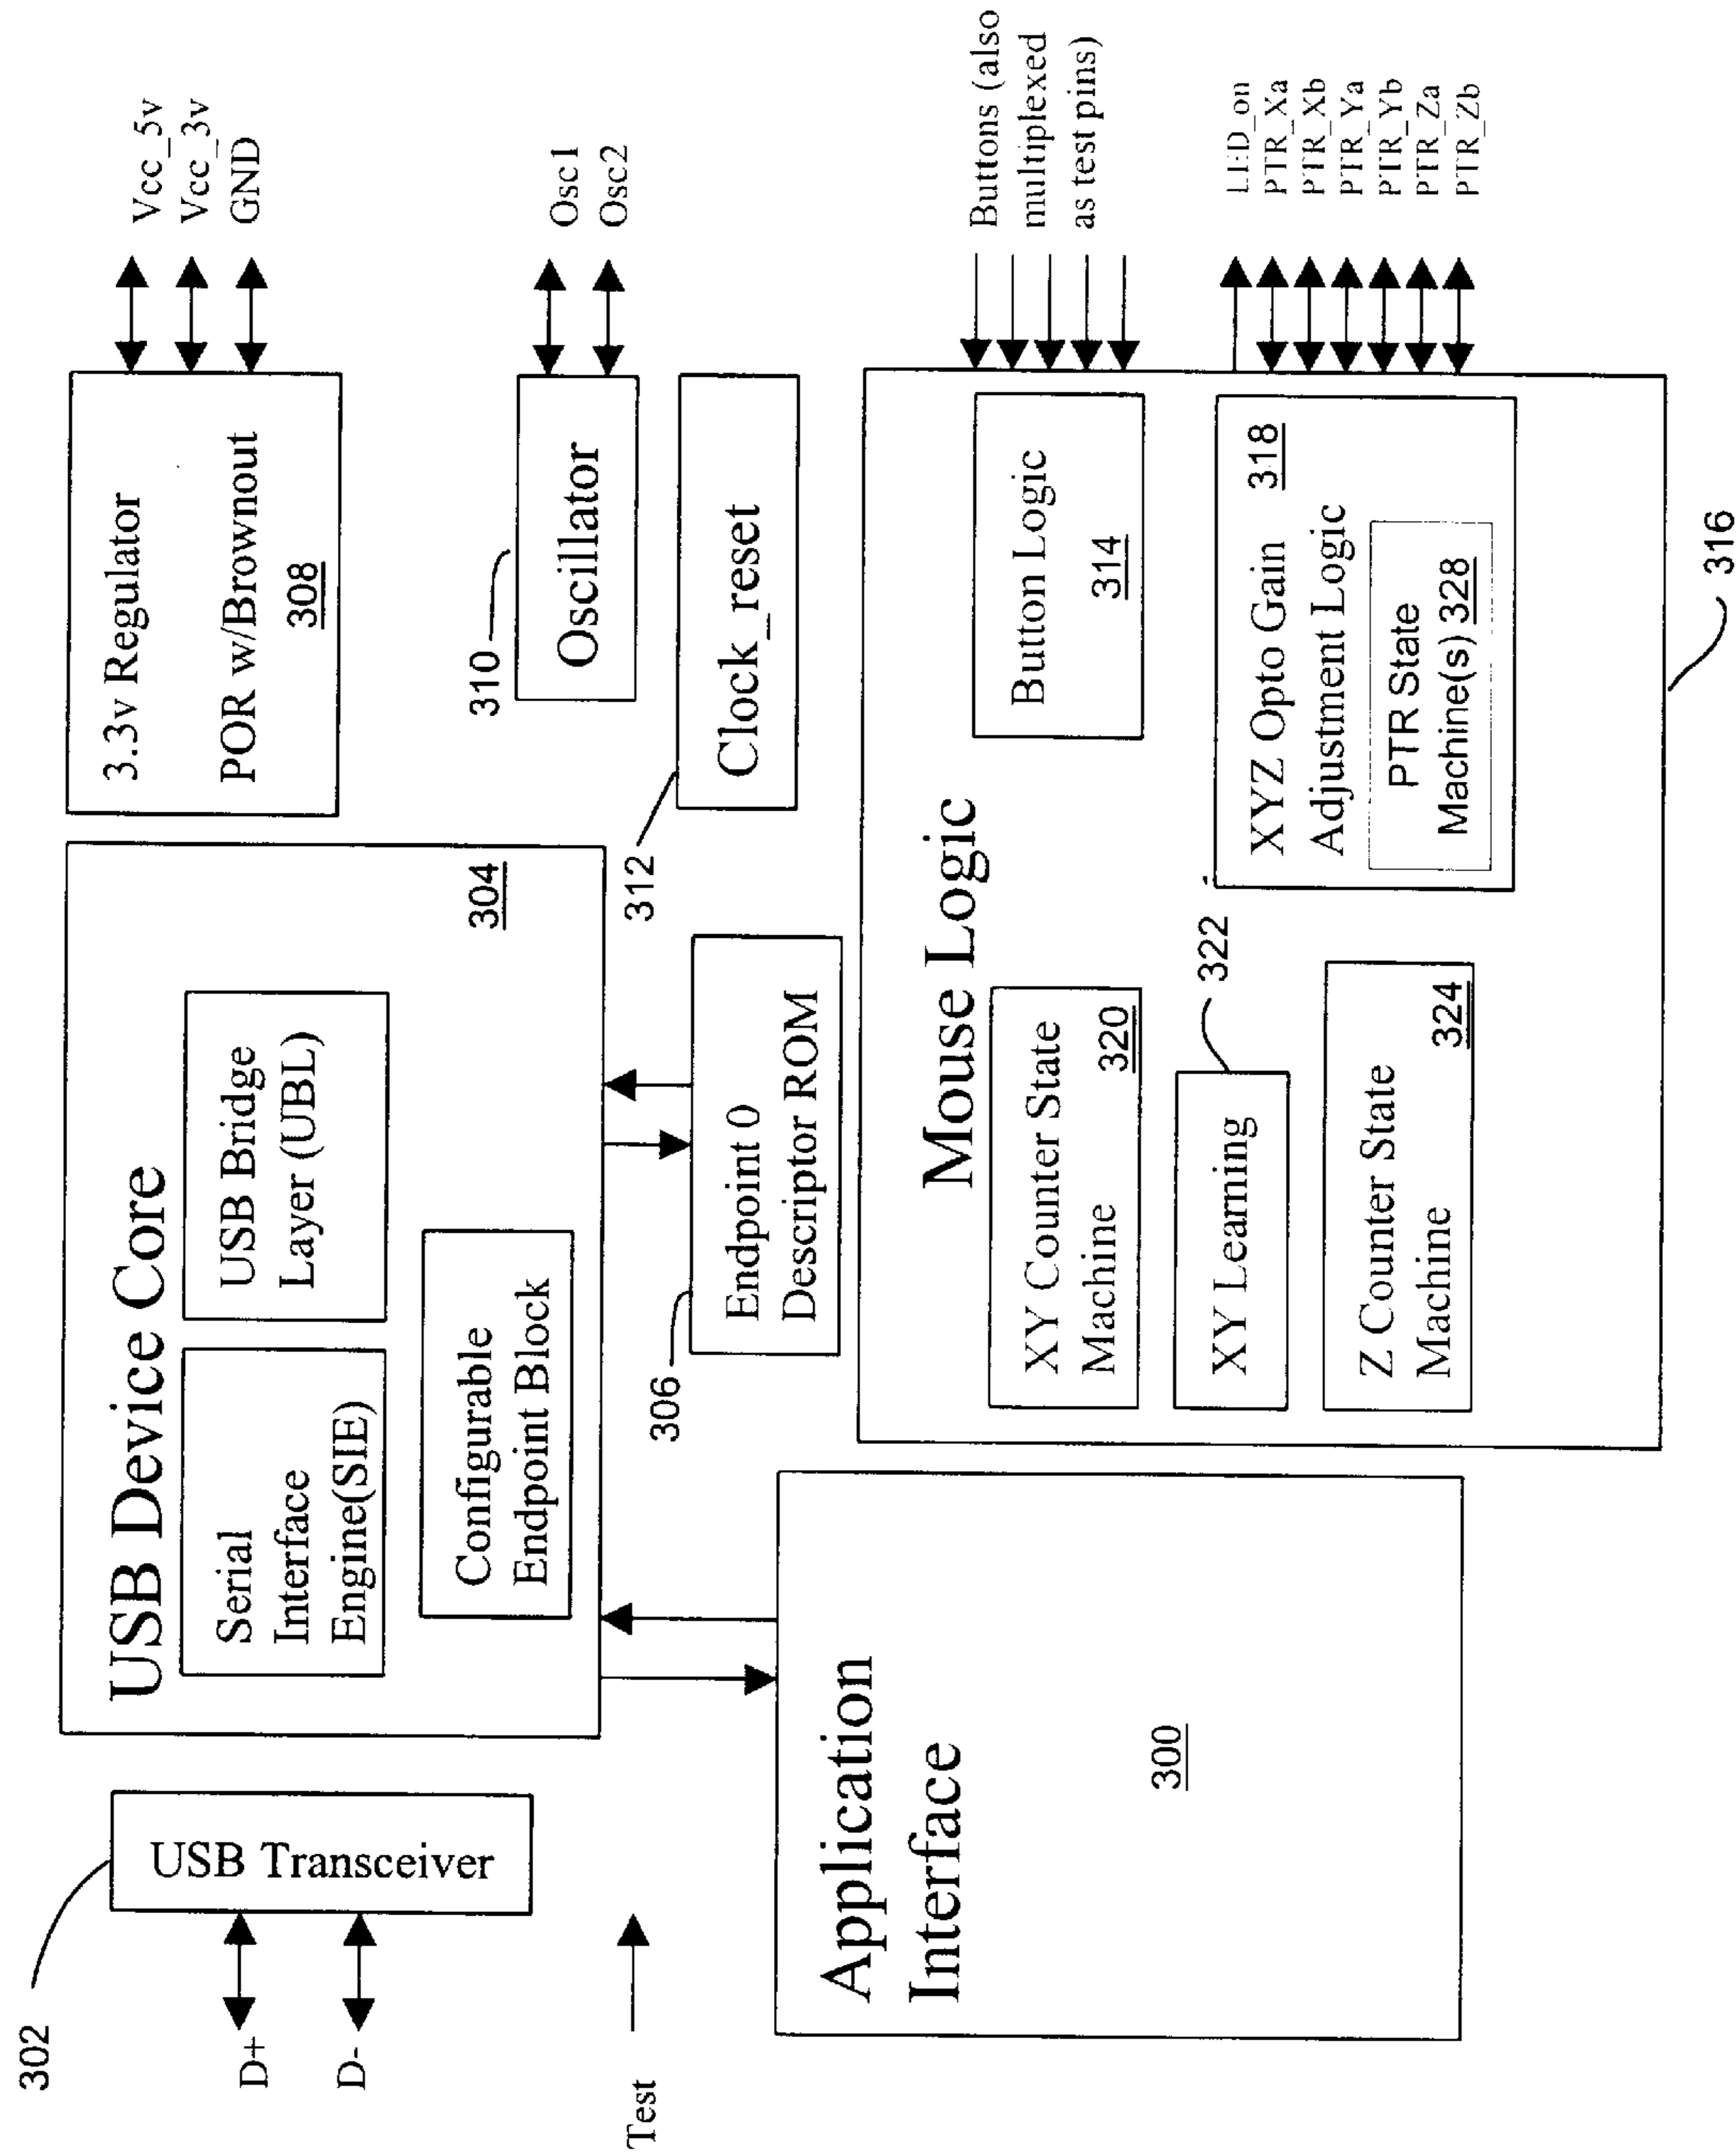 302
USB Transceiver
D+
D-
Test
USB Device Core
Serial
Interface
Engine(SIE)
USB Bridge
Layer (UBL)
Configurable
Endpoint Block
304
3.3v Regulator
POR w/Brownout
308
Vcc_5v
Vcc_3v
GND
310
Oscillator
Osc1
Osc2
312
Clock_reset
306
Endpoint 0
Descriptor ROM
Application
Interface
300
Mouse Logic
XY Counter State
Machine
320
XY Learning
322
Z Counter State
Machine
324
Button Logic
314
XYZ Opto Gain
318
Adjustment Logic
PTR State
Machine(s) 328
Buttons (also
multiplexed
as test pins)
LED_on
PTR_Xa
PTR_Xb
PTR_Ya
PTR_Yb
PTR_Za
PTR_Zb
316